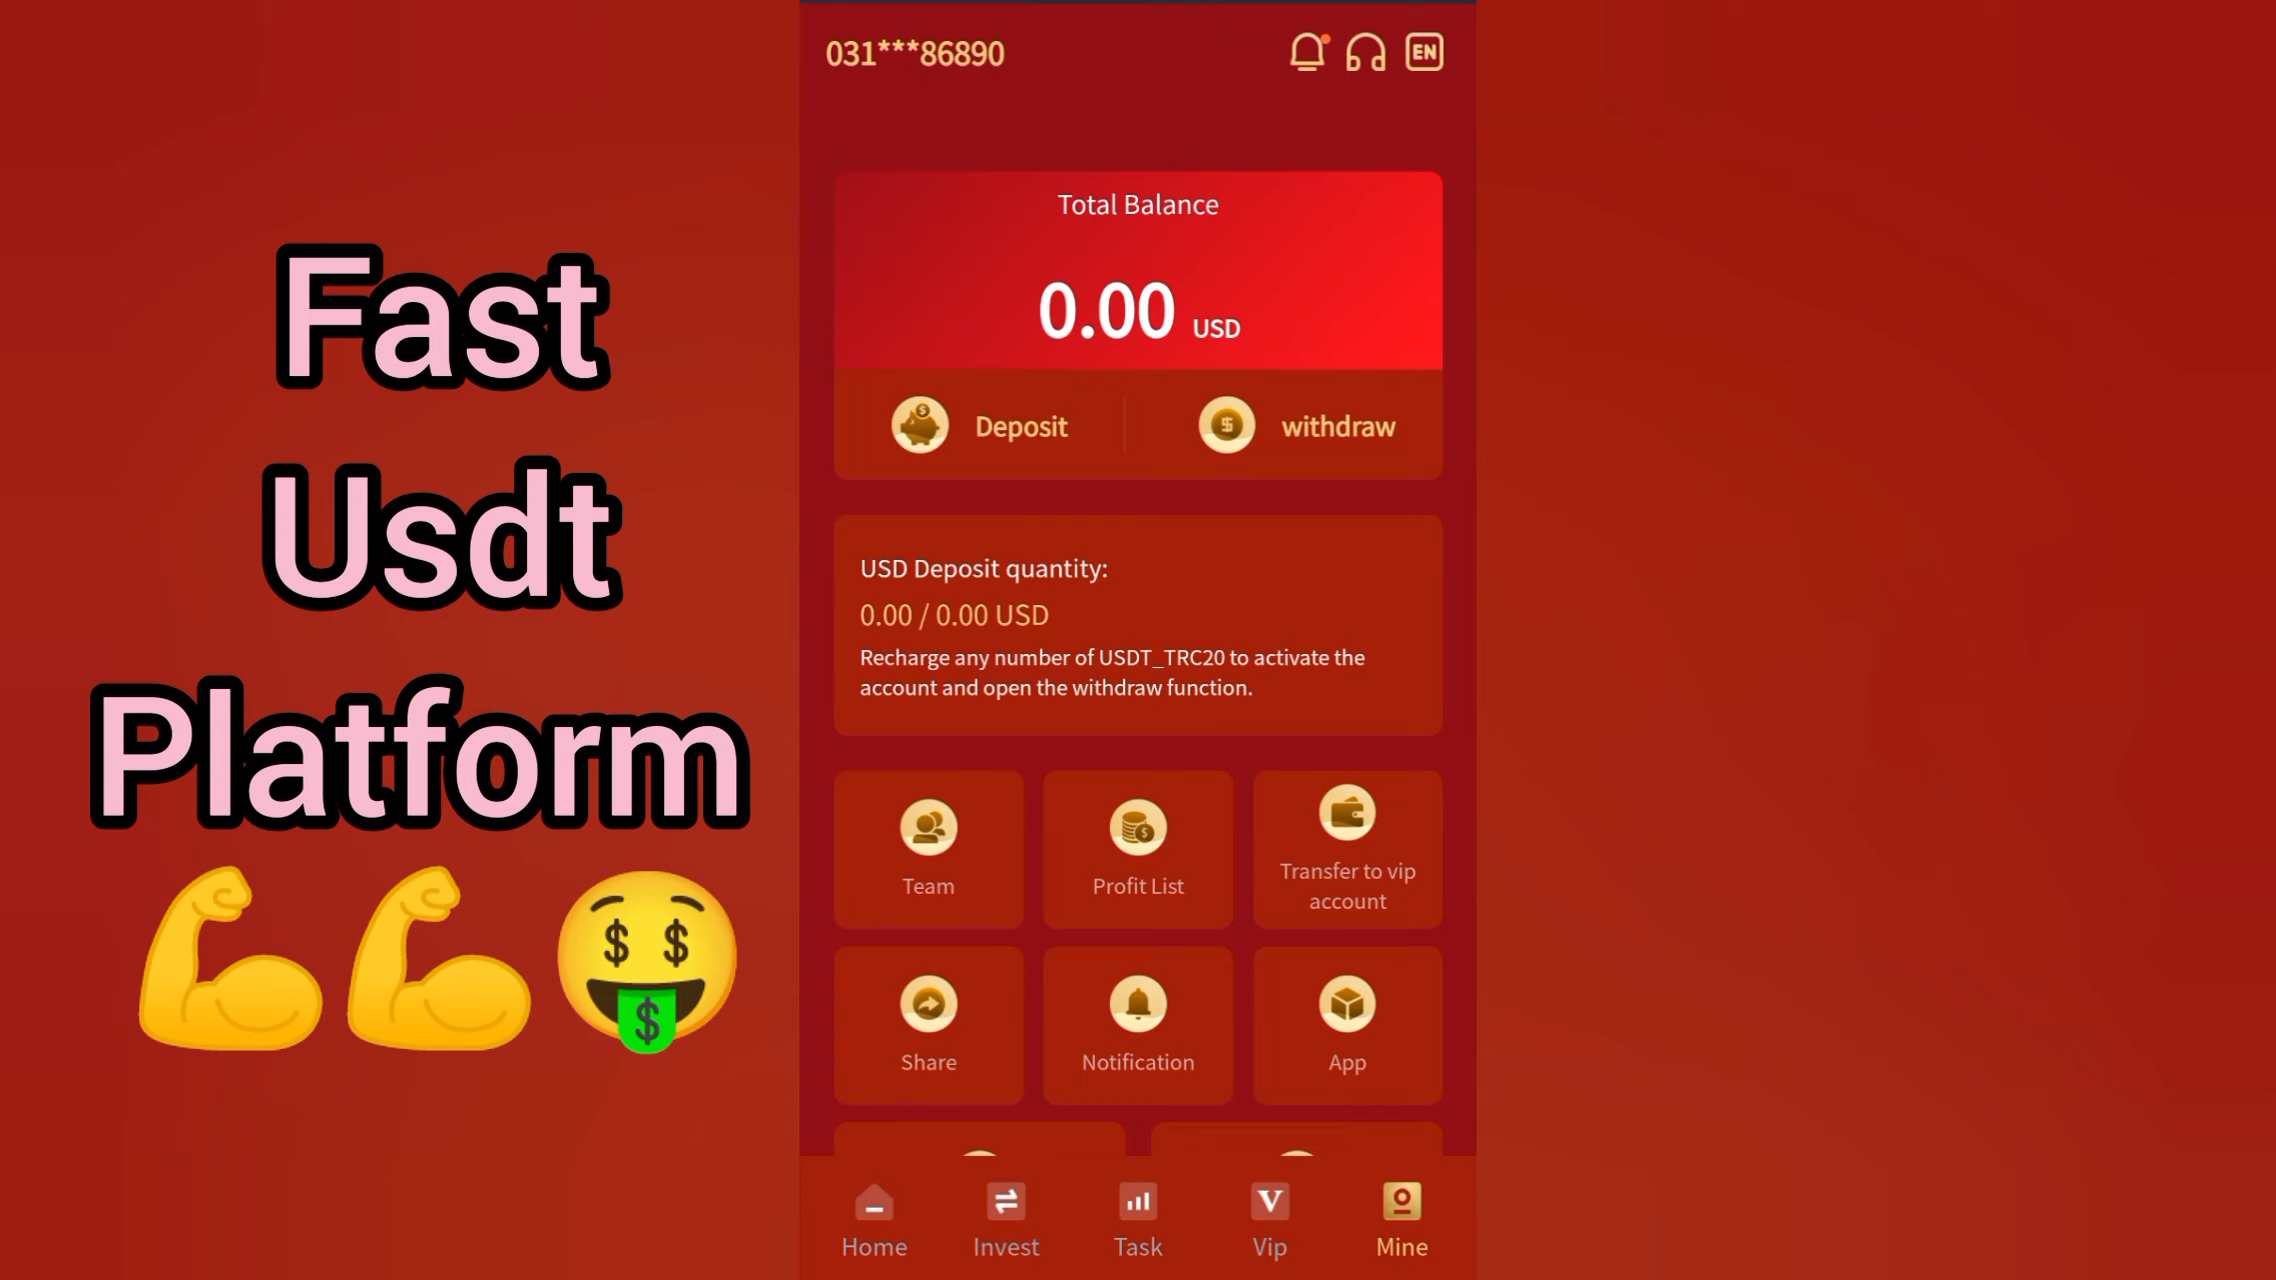 Fast
Usdt
Platform
031***86890
EN
Total Balance
0.00 USD
Deposit
withdraw
USD Deposit quantity:
0.00 / 0.00 USD
Recharge any number of USDT_TRC20 to activate the
account and open the withdraw function.
Team
Profit List
Transfer to vip
account
Share
Notification
App
Home
Invest
Task
Vip
Mine